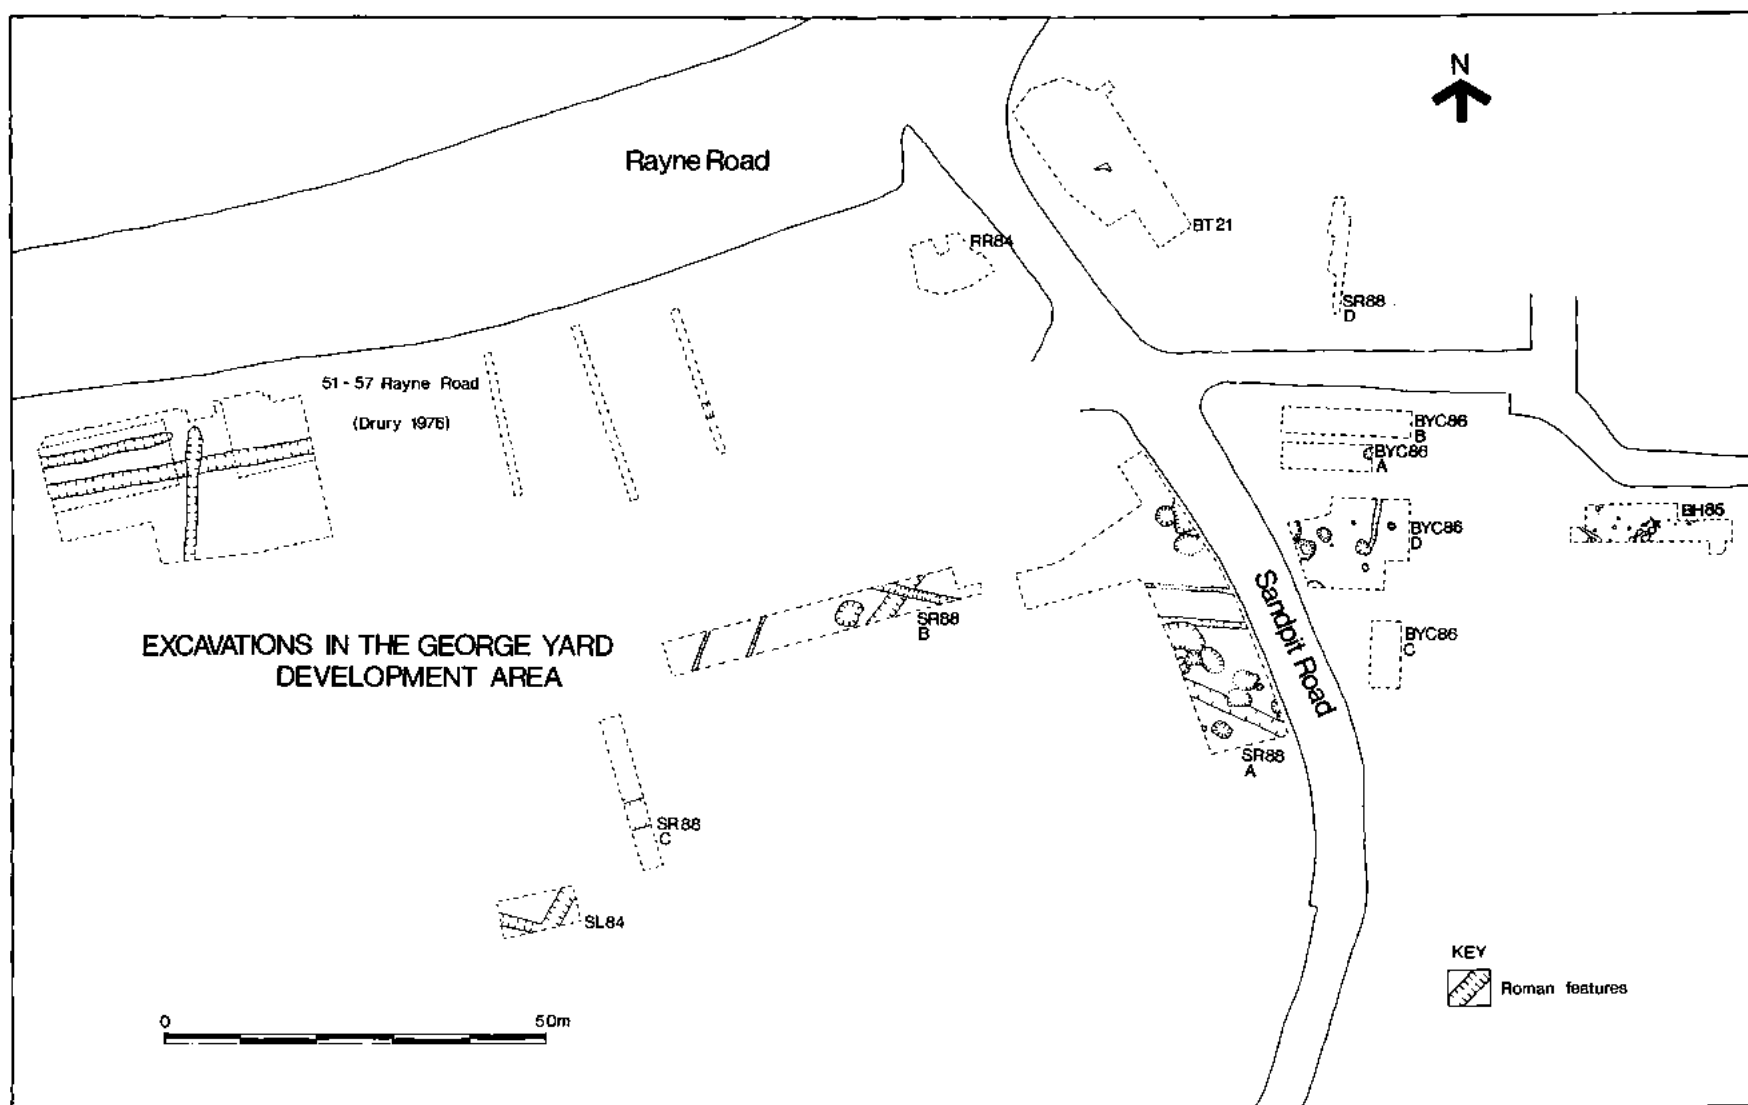 N
Rayne Road
BT21
RR84
SR88
D
51 - 57 Rayne Road
(Drury 1976)
BYC86
B
BYC86
A
BH85
BYC86
D
Sandpit Road
SR88
B
BYC86
C
EXCAVATIONS IN THE GEORGE YARD
DEVELOPMENT AREA
SR88
A
SR88
C
SL84
KEY
Roman features
0 50m